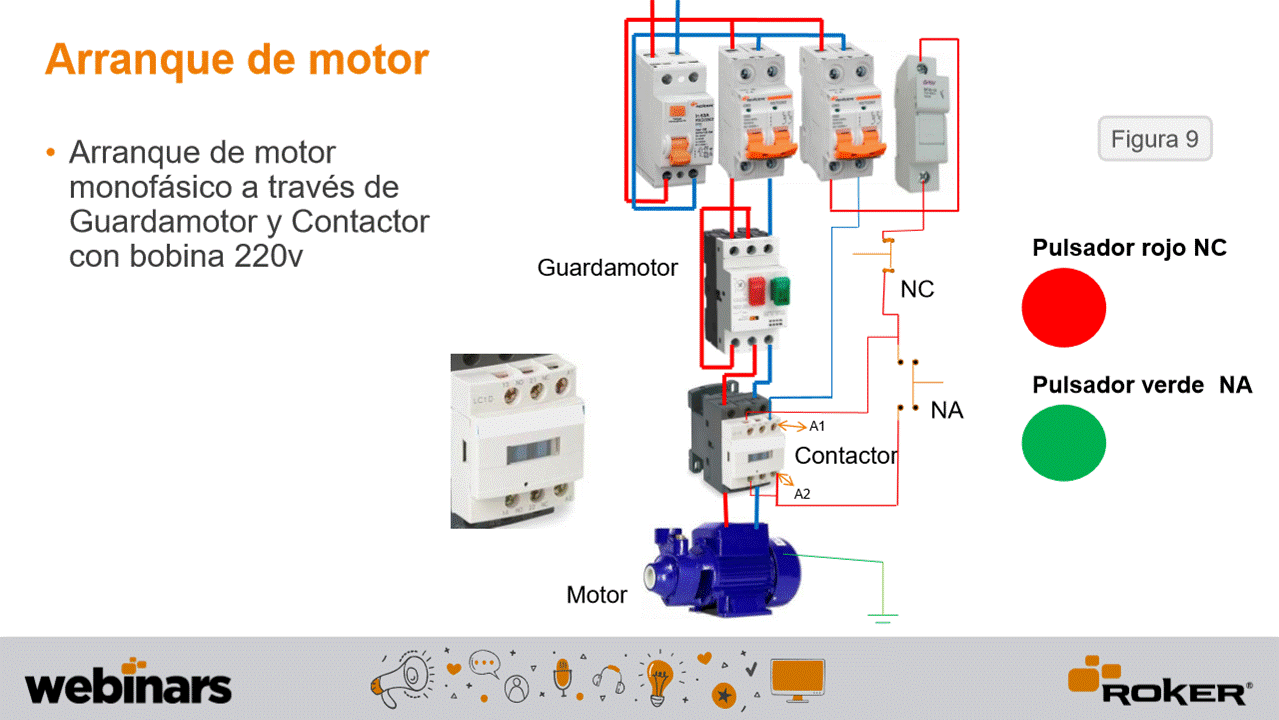 Arranque de motor
• Arranque de motor
monofásico a través de
Guardamotor y Contactor
con bobina 220v
Figura 9
Guardamotor
NC
Pulsador rojo NC
Pulsador verde NA
NA
A1
Contactor
A2
LC1D
Motor
webinars
ROKER®